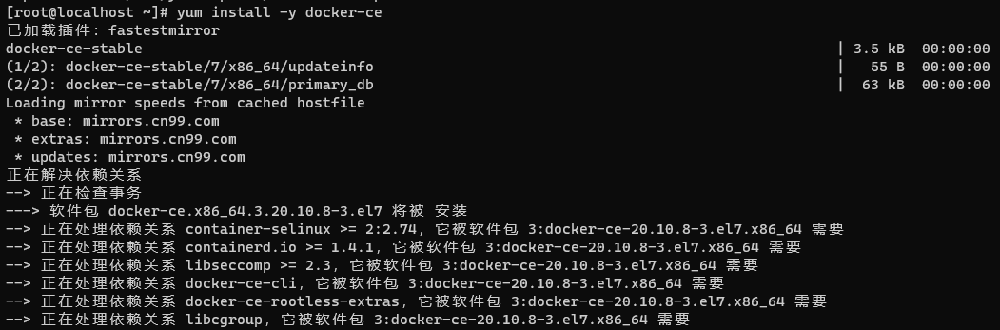 [root@localhost ~]# yum install -y docker-ce
已加载插件：fastestmirror
docker-ce-stable | 3.5 kB 00:00:00
(1/2): docker-ce-stable/7/x86_64/updateinfo | 55 B 00:00:00
(2/2): docker-ce-stable/7/x86_64/primary_db | 63 kB 00:00:00
Loading mirror speeds from cached hostfile
* base: mirrors.cn99.com
* extras: mirrors.cn99.com
* updates: mirrors.cn99.com
正在解决依赖关系
--> 正在检查事务
---> 软件包 docker-ce.x86_64.3.20.10.8-3.el7 将被 安装
--> 正在处理依赖关系 container-selinux >= 2:2.74，它被软件包 3:docker-ce-20.10.8-3.el7.x86_64 需要
--> 正在处理依赖关系 containerd.io >= 1.4.1，它被软件包 3:docker-ce-20.10.8-3.el7.x86_64 需要
--> 正在处理依赖关系 libseccomp >= 2.3，它被软件包 3:docker-ce-20.10.8-3.el7.x86_64 需要
--> 正在处理依赖关系 docker-ce-cli，它被软件包 3:docker-ce-20.10.8-3.el7.x86_64 需要
--> 正在处理依赖关系 docker-ce-rootless-extras，它被软件包 3:docker-ce-20.10.8-3.el7.x86_64 需要
--> 正在处理依赖关系 libcgroup，它被软件包 3:docker-ce-20.10.8-3.el7.x86_64 需要